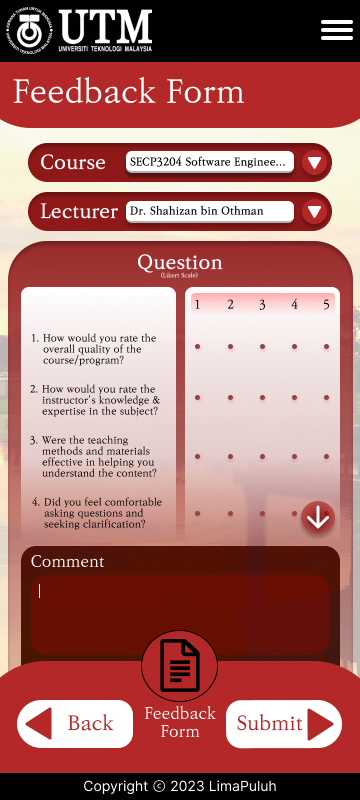 UTM
UNIVERSITI TEKNOLOGI MALAYSIA
Feedback Form
Course
SECP3204 Software Enginee...
Lecturer
Dr. Shahizan bin Othman
Question
(Likert Scale)
1 2 3 4 5
1. How would you rate the
overall quality of the
course/program?
2. How would you rate the
instructor's knowledge &
expertise in the subject?
3. Were the teaching
methods and materials
effective in helping you
understand the content?
4. Did you feel comfortable
asking questions and
seeking clarification?
Comment
Back
Feedback
Form
Submit
Copyright © 2023 LimaPuluh